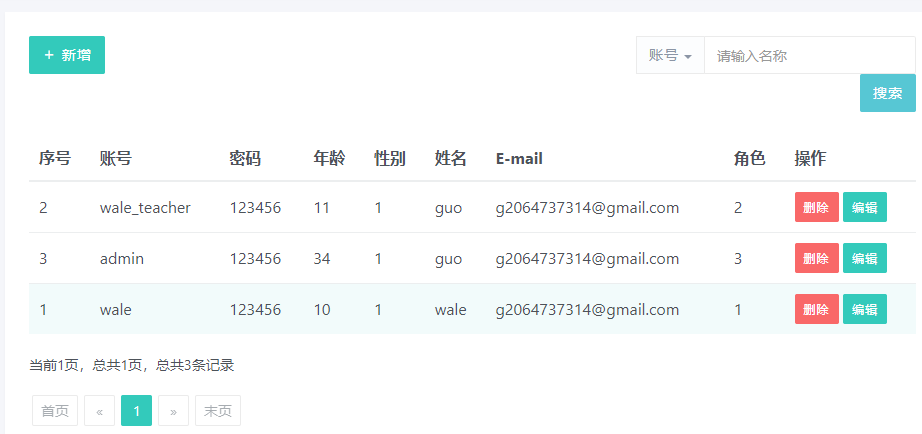 + 新增 账号 请输入名称
搜索
序号 账号 密码 年龄 性别 姓名 E-mail 角色 操作
2 wale_teacher 123456 11 1 guo g2064737314@gmail.com 2 删除 编辑
3 admin 123456 34 1 guo g2064737314@gmail.com 3 删除 编辑
1 wale 123456 10 1 wale g2064737314@gmail.com 1 删除 编辑
当前1页，总共1页，总共3条记录
首页 « 1 » 末页